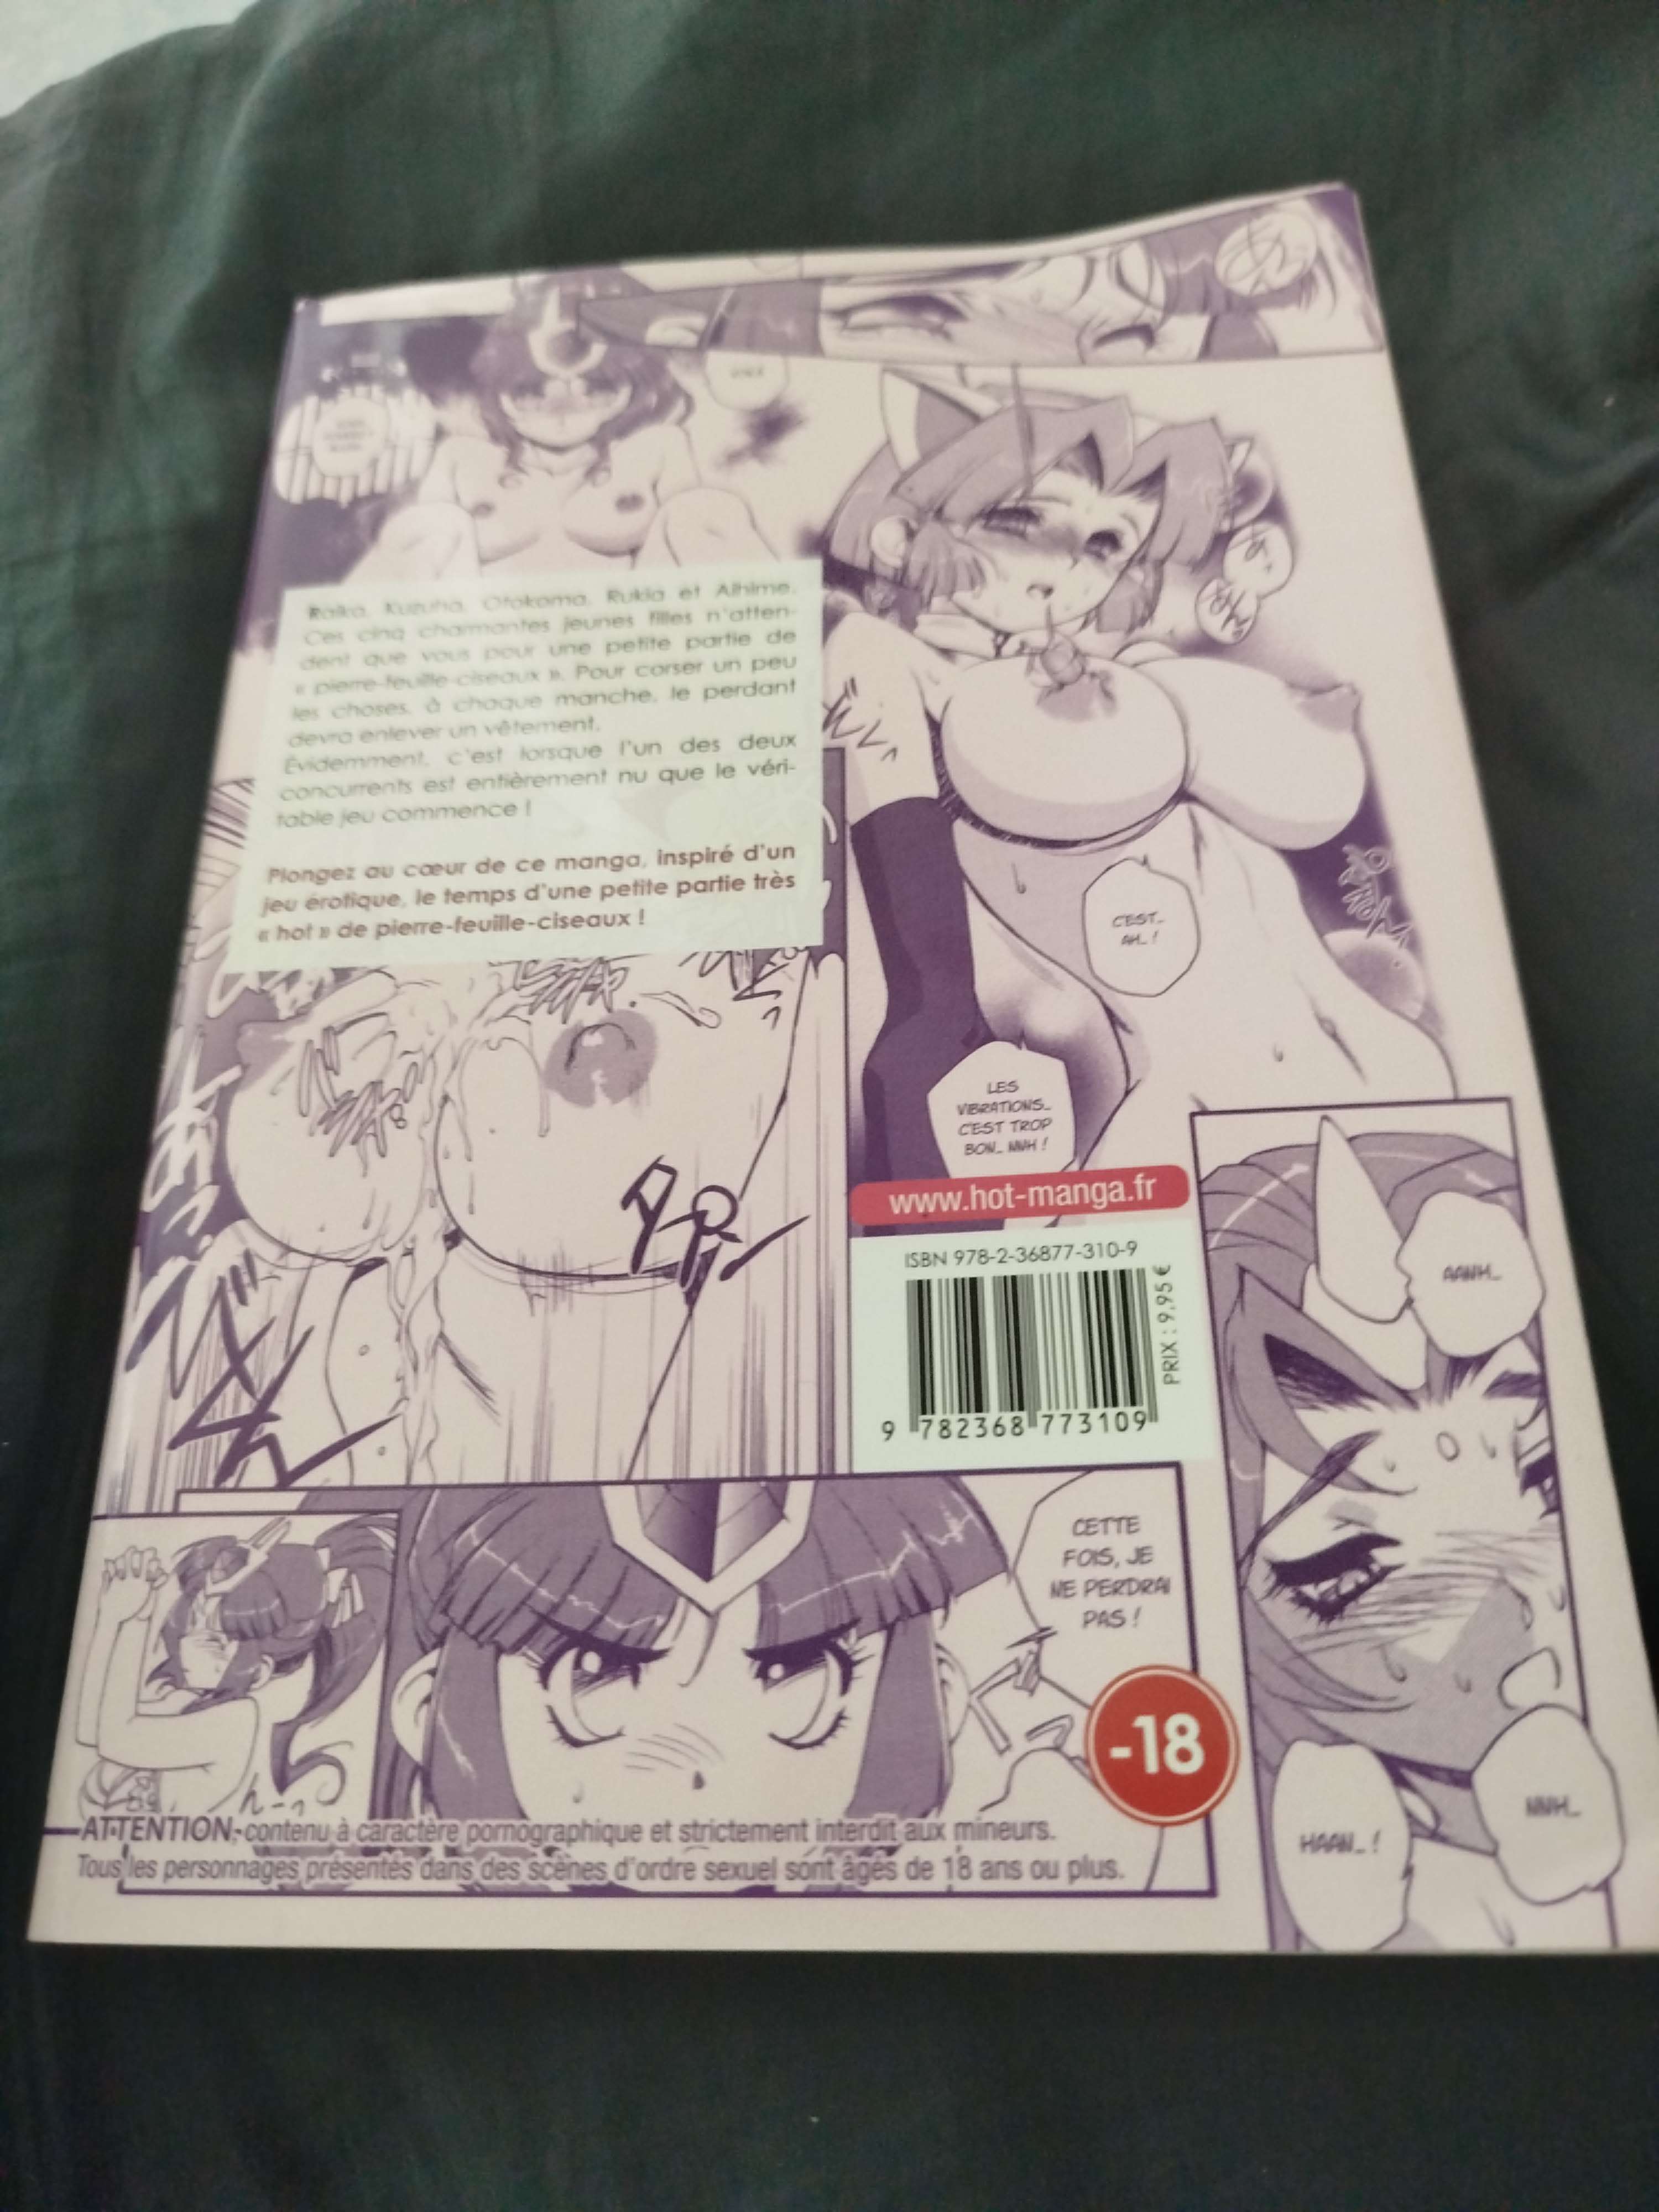 Raika, Kuzuha, Otokama, Rukia et Alhime.
Ces cinq charmantes jeunes filles n'atten-
dent que vous pour une petite partie de
« pierre-feuille-ciseaux ». Pour corser un peu
les choses, à chaque manche, le perdant
devra enlever un vêtement.
Évidemment, c'est lorsque l'un des deux
concurrents est entièrement nu que le véri-
table jeu commence !
Plongez au cœur de ce manga, inspiré d'un
jeu érotique, le temps d'une petite partie très
« hot » de pierre-feuille-ciseaux !
C'EST...
AH... !
LES
VIBRATIONS...
C'EST TROP
BON... NNH !
www.hot-manga.fr
ISBN 978-2-36877-310-9
PRIX : 9,95 €
9 782368 773109
AANH...
CETTE
FOIS, JE
NE PERDRAI
PAS !
-18
NNH...
HAAN... !
ATTENTION: contenu à caractère pornographique et strictement interdit aux mineurs.
Tous les personnages présentés dans des scènes d'ordre sexuel sont âgés de 18 ans ou plus.